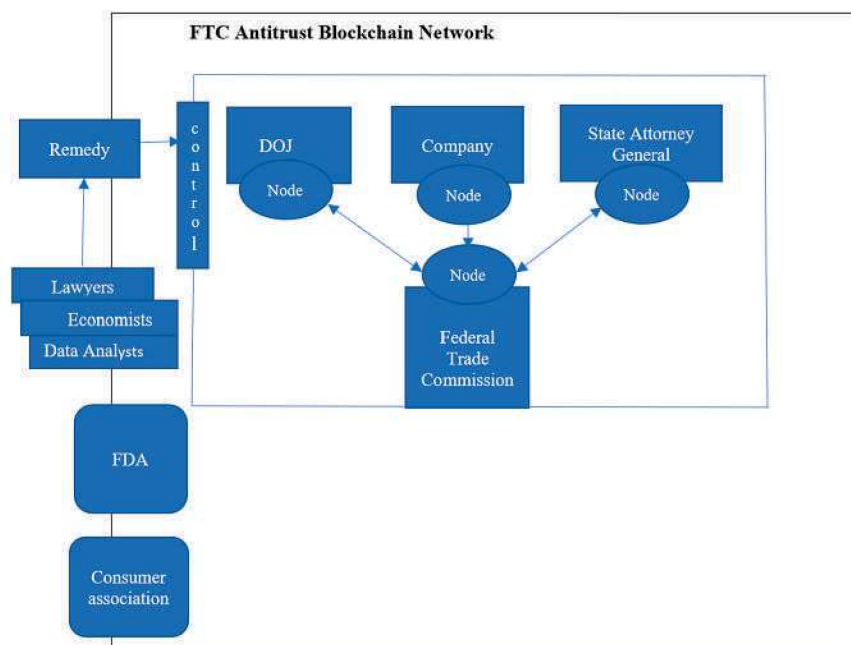 FTC Antitrust Blockchain Network
Remedy
control
DOJ
Node
Company
Node
State Attorney
General
Node
Node
Federal
Trade
Commission
Lawyers
Economists
Data Analysts
FDA
Consumer
association